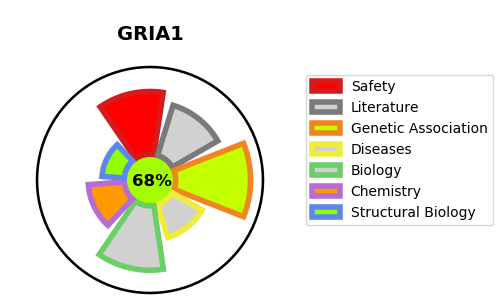 GRIA1
68%
Safety
Literature
Genetic Association
Diseases
Biology
Chemistry
Structural Biology